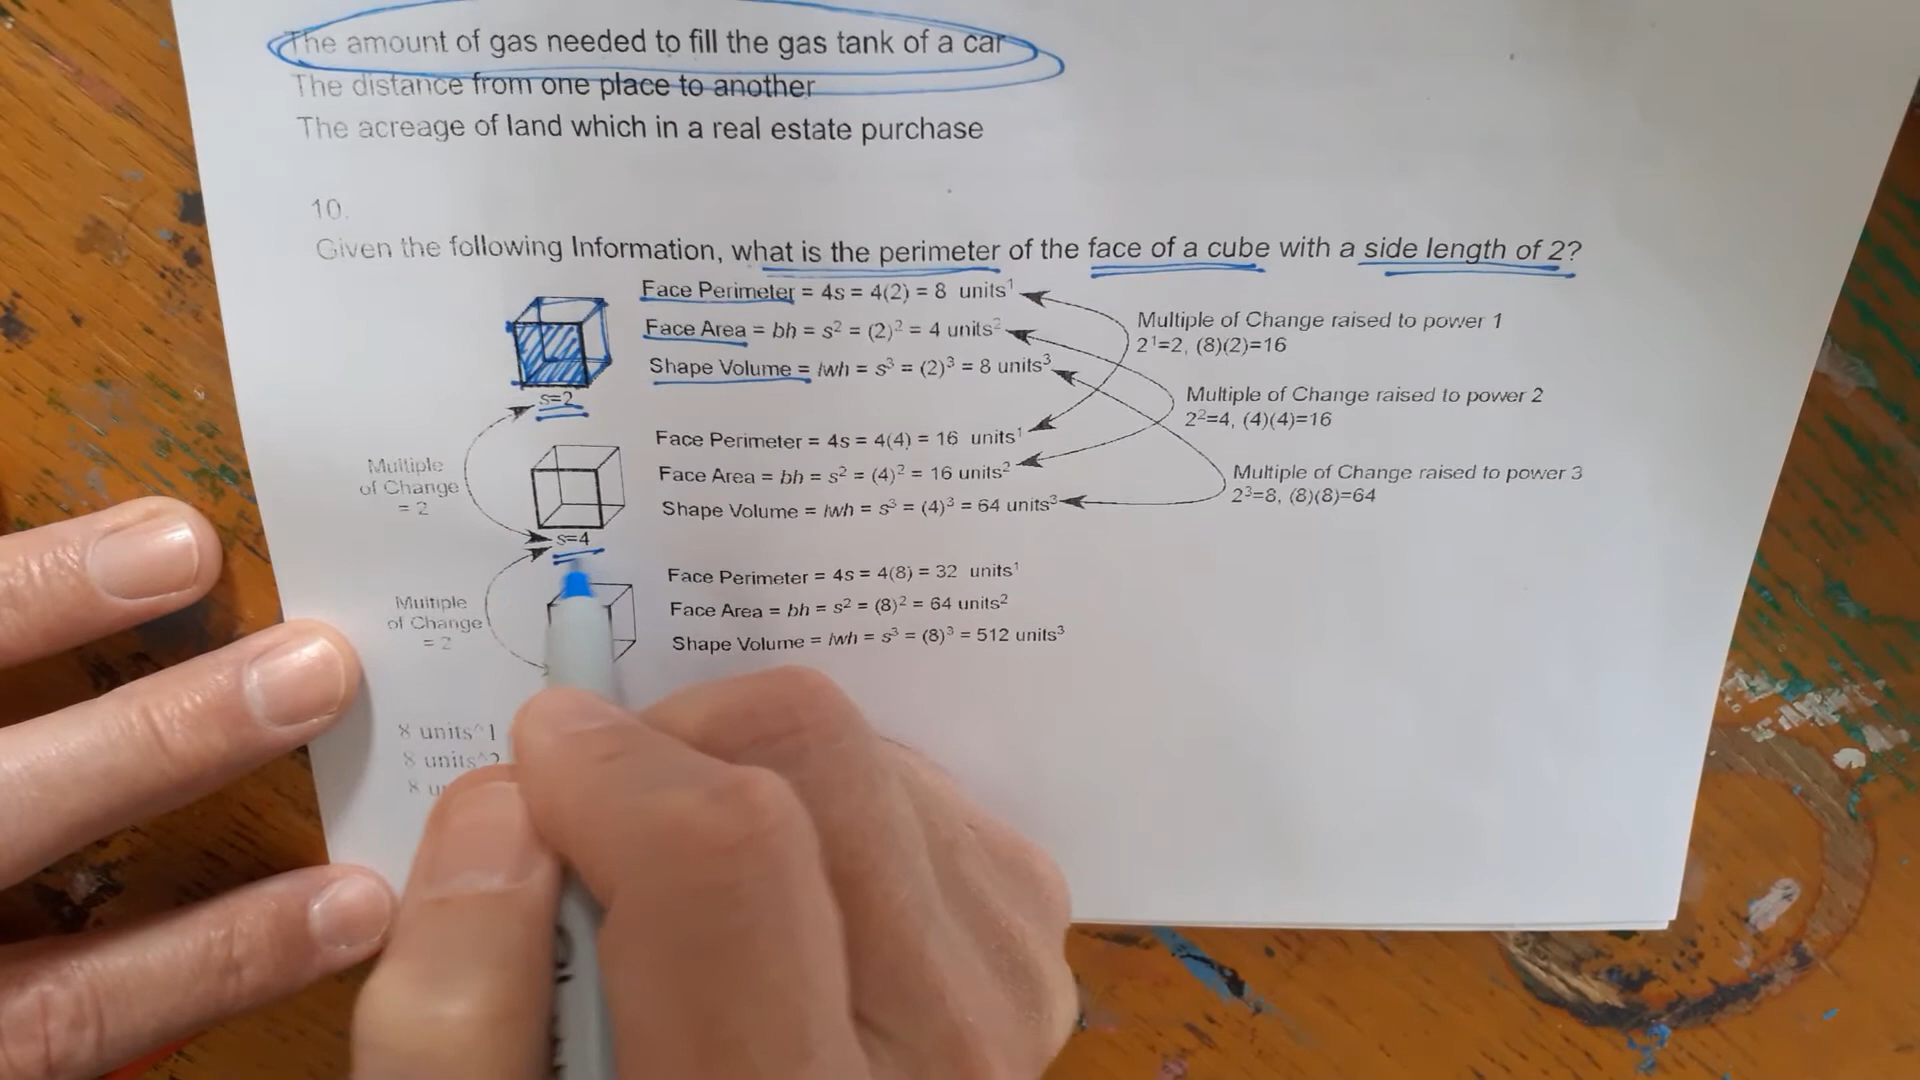 The amount of gas needed to fill the gas tank of a car
The distance from one place to another
The acreage of land which in a real estate purchase
10.
Given the following Information, what is the perimeter of the face of a cube with a side length of 2?
Face Perimeter = 4s = 4(2) = 8 units¹
Face Area = bh = s² = (2)² = 4 units²
Shape Volume = lwh = s³ = (2)³ = 8 units³
s=2
Multiple of Change raised to power 1
2¹=2, (8)(2)=16
Multiple of Change raised to power 2
2²=4, (4)(4)=16
Multiple of Change raised to power 3
2³=8, (8)(8)=64
Multiple
of Change
= 2
Face Perimeter = 4s = 4(4) = 16 units¹
Face Area = bh = s² = (4)² = 16 units²
Shape Volume = lwh = s³ = (4)³ = 64 units³
s=4
Multiple
of Change
= 2
Face Perimeter = 4s = 4(8) = 32 units¹
Face Area = bh = s² = (8)² = 64 units²
Shape Volume = lwh = s³ = (8)³ = 512 units³
8 units^1
8 units^2
8